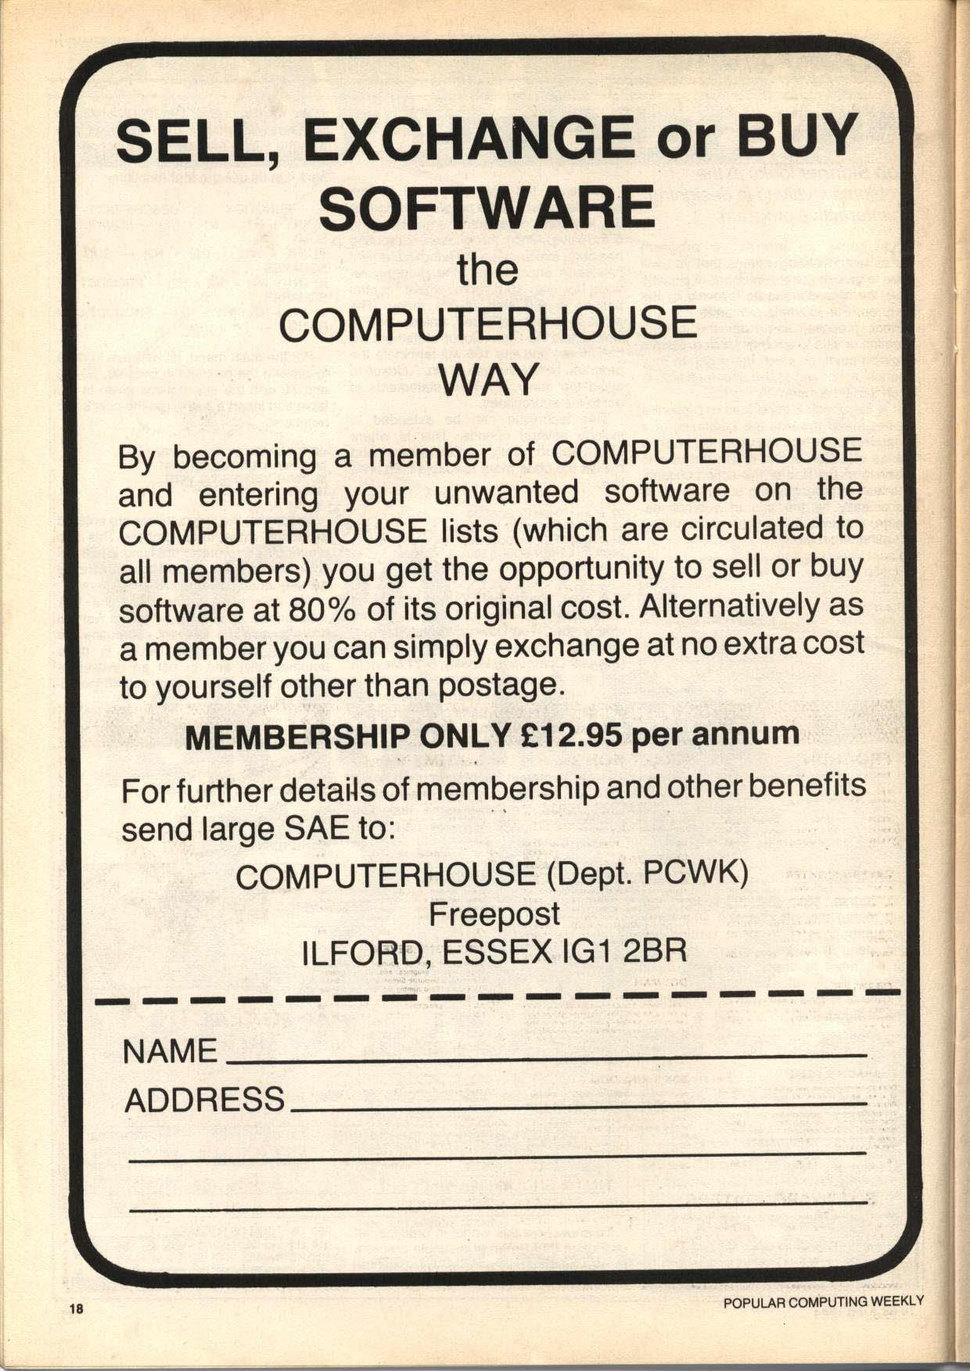 SELL, EXCHANGE or BUY
SOFTWARE
the
COMPUTERHOUSE
WAY
By becoming a member of COMPUTERHOUSE
and entering your unwanted software on the
COMPUTERHOUSE lists (which are circulated to
all members) you get the opportunity to sell or buy
software at 80% of its original cost. Alternatively as
a member you can simply exchange at no extra cost
to yourself other than postage.
MEMBERSHIP ONLY £12.95 per annum
For further details of membership and other benefits
send large SAE to:
COMPUTERHOUSE (Dept. PCWK)
Freepost
ILFORD, ESSEX IG1 2BR
NAME
ADDRESS
18
POPULAR COMPUTING WEEKLY